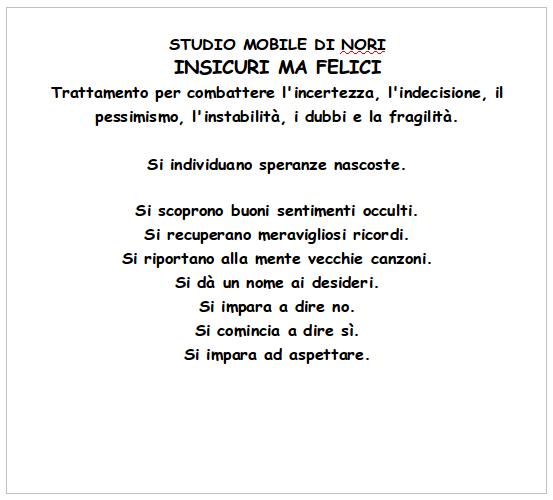 STUDIO MOBILE DI NORI
INSICURI MA FELICI
Trattamento per combattere l'incertezza, l'indecisione, il
pessimismo, l'instabilità, i dubbi e la fragilità.
Si individuano speranze nascoste.
Si scoprono buoni sentimenti occulti.
Si recuperano meravigliosi ricordi.
Si riportano alla mente vecchie canzoni.
Si dà un nome ai desideri.
Si impara a dire no.
Si comincia a dire sì.
Si impara ad aspettare.